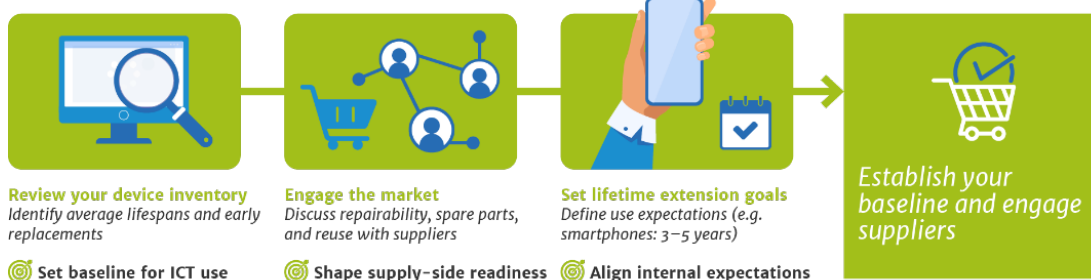 Review your device inventory
Identify average lifespans and early
replacements
Set baseline for ICT use
Engage the market
Discuss repairability, spare parts,
and reuse with suppliers
Shape supply-side readiness
Set lifetime extension goals
Define use expectations (e.g.
smartphones: 3–5 years)
Align internal expectations
Establish your
baseline and engage
suppliers